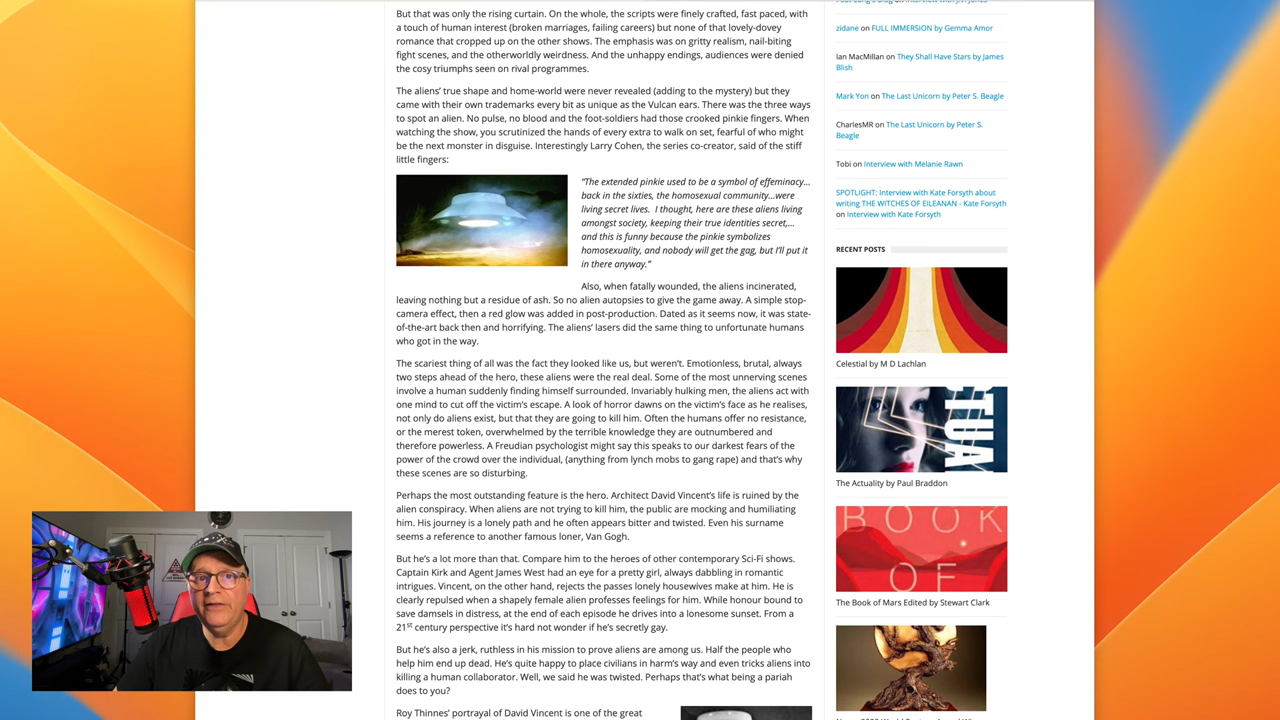 But that was only the rising curtain. On the whole, the scripts were finely crafted, fast paced, with
a touch of human interest (broken marriages, failing careers) but none of that lovely-dovey
romance that cropped up on the other shows. The emphasis was on gritty realism, nail-biting
fight scenes, and the otherworldly weirdness. And the unhappy endings, audiences were denied
the cosy triumphs seen on rival programmes.
The aliens' true shape and home-world were never revealed (adding to the mystery) but they
came with their own trademarks every bit as unique as the Vulcan ears. There was the three ways
to spot an alien. No pulse, no blood and the foot-soldiers had those crooked pinkie fingers. When
watching the show, you scrutinized the hands of every extra to walk on set, fearful of who might
be the next monster in disguise. Interestingly Larry Cohen, the series co-creator, said of the stiff
little fingers:
"The extended pinkie used to be a symbol of effeminacy…
back in the sixties, the homosexual community…were
living secret lives.  I thought, here are these aliens living
amongst society, keeping their true identities secret,…
and this is funny because the pinkie symbolizes
homosexuality, and nobody will get the gag, but I'll put it
in there anyway."
Also, when fatally wounded, the aliens incinerated,
leaving nothing but a residue of ash. So no alien autopsies to give the game away. A simple stop-
camera effect, then a red glow was added in post-production. Dated as it seems now, it was state-
of-the-art back then and horrifying. The aliens' lasers did the same thing to unfortunate humans
who got in the way.
The scariest thing of all was the fact they looked like us, but weren't. Emotionless, brutal, always
two steps ahead of the hero, these aliens were the real deal. Some of the most unnerving scenes
involve a human suddenly finding himself surrounded. Invariably hulking men, the aliens act with
one mind to cut off the victim's escape. A look of horror dawns on the victim's face as he realises,
not only do aliens exist, but that they are going to kill him. Often the humans offer no resistance,
or the merest token, overwhelmed by the terrible knowledge they are outnumbered and
therefore powerless. A Freudian psychologist might say this speaks to our darkest fears of the
power of the crowd over the individual, (anything from lynch mobs to gang rape) and that's why
these scenes are so disturbing.
Perhaps the most outstanding feature is the hero. Architect David Vincent's life is ruined by the
alien conspiracy. When aliens are not trying to kill him, the public are mocking and humiliating
him. His journey is a lonely path and he often appears bitter and twisted. Even his surname
seems a reference to another famous loner, Van Gogh.
But he's a lot more than that. Compare him to the heroes of other contemporary Sci-Fi shows.
Captain Kirk and Agent James West had an eye for a pretty girl, always dabbling in romantic
intrigues. Vincent, on the other hand, rejects the passes lonely housewives make at him. He is
clearly repulsed when a shapely female alien professes feelings for him. While honour bound to
save damsels in distress, at the end of each episode he drives into a lonesome sunset. From a
21st century perspective it's hard not wonder if he's secretly gay.
But he's also a jerk, ruthless in his mission to prove aliens are among us. Half the people who
help him end up dead. He's quite happy to place civilians in harm's way and even tricks aliens into
killing a human collaborator. Well, we said he was twisted. Perhaps that's what being a pariah
does to you?
Roy Thinnes' portrayal of David Vincent is one of the great
zidane on FULL IMMERSION by Gemma Amor
Ian MacMillan on They Shall Have Stars by James
Blish
Mark Yon on The Last Unicorn by Peter S. Beagle
CharlesMR on The Last Unicorn by Peter S.
Beagle
Tobi on Interview with Melanie Rawn
SPOTLIGHT: Interview with Kate Forsyth about
writing THE WITCHES OF EILEANAN - Kate Forsyth
on Interview with Kate Forsyth
RECENT POSTS
Celestial by M D Lachlan
TUA
The Actuality by Paul Braddon
BOOK
OF
The Book of Mars Edited by Stewart Clark